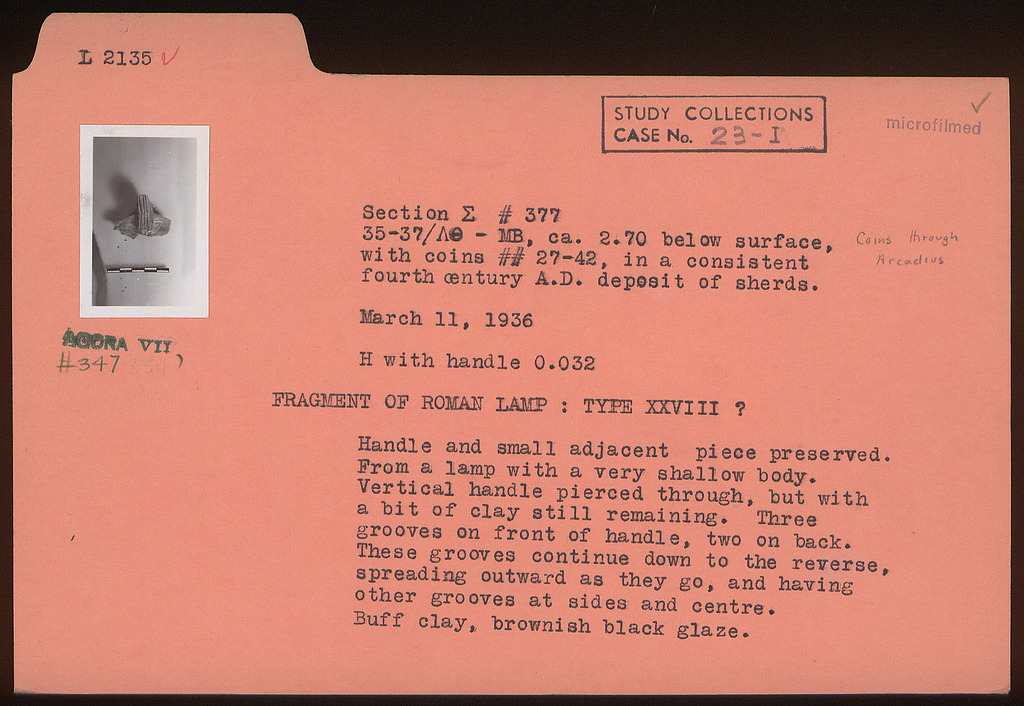 L 2135 ✓
STUDY COLLECTIONS
CASE No. 23-I
microfilmed ✓
Section Σ # 377
35-37/ΛΘ - MB, ca. 2.70 below surface,
with coins ## 27-42, in a consistent
fourth century A.D. deposit of sherds.
Coins through
Arcadius
March 11, 1936
AGORA VII
#347
H with handle 0.032
FRAGMENT OF ROMAN LAMP : TYPE XXVIII ?
Handle and small adjacent piece preserved.
From a lamp with a very shallow body.
Vertical handle pierced through, but with
a bit of clay still remaining. Three
grooves on front of handle, two on back.
These grooves continue down to the reverse,
spreading outward as they go, and having
other grooves at sides and centre.
Buff clay, brownish black glaze.